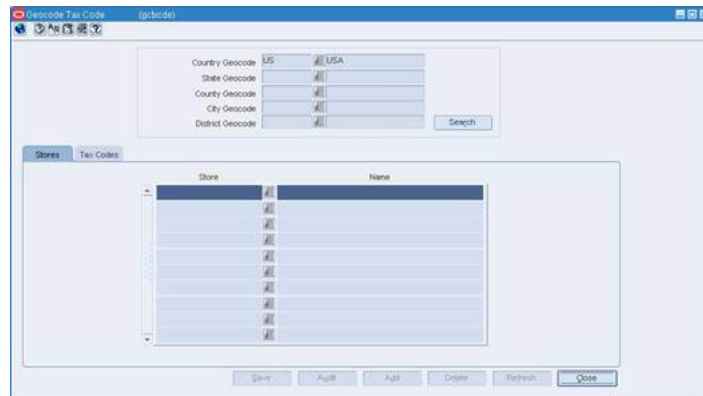 Geocode Tax Code (gcbtcde)
Country Geocode US USA
State Geocode
County Geocode
City Geocode
District Geocode Search
Stores Tax Codes
Store Name
Save Audit Add Delete Refresh Close